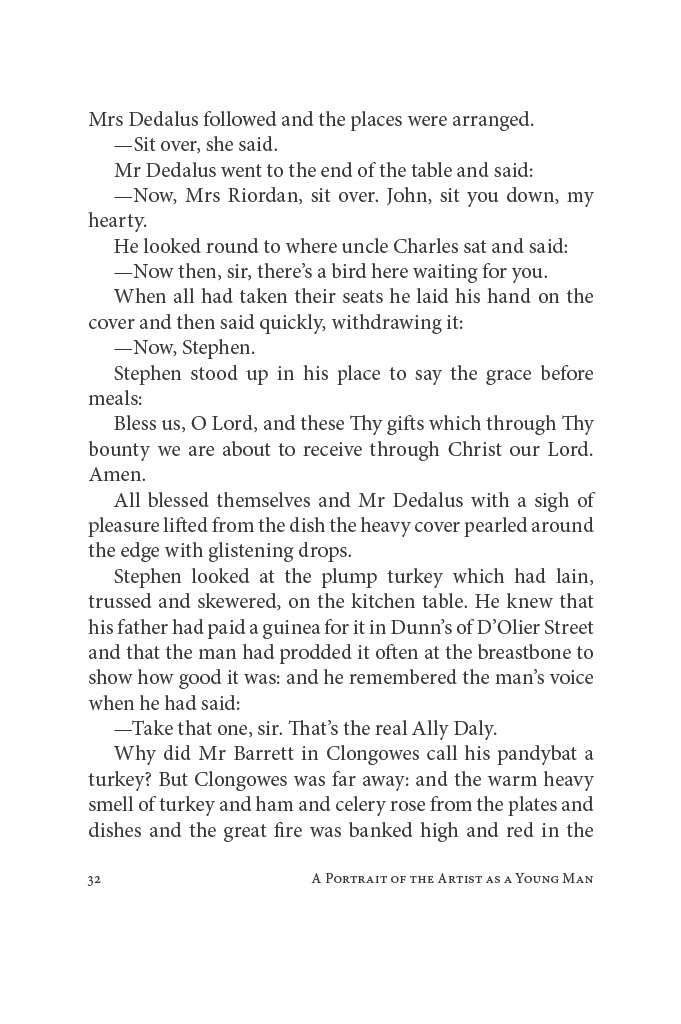 Mrs Dedalus followed and the places were arranged.
—Sit over, she said.
Mr Dedalus went to the end of the table and said:
—Now, Mrs Riordan, sit over. John, sit you down, my
hearty.
He looked round to where uncle Charles sat and said:
—Now then, sir, there’s a bird here waiting for you.
When all had taken their seats he laid his hand on the
cover and then said quickly, withdrawing it:
—Now, Stephen.
Stephen stood up in his place to say the grace before
meals:
Bless us, O Lord, and these Thy gifts which through Thy
bounty we are about to receive through Christ our Lord.
Amen.
All blessed themselves and Mr Dedalus with a sigh of
pleasure lifted from the dish the heavy cover pearled around
the edge with glistening drops.
Stephen looked at the plump turkey which had lain,
trussed and skewered, on the kitchen table. He knew that
his father had paid a guinea for it in Dunn’s of D’Olier Street
and that the man had prodded it often at the breastbone to
show how good it was: and he remembered the man’s voice
when he had said:
—Take that one, sir. That’s the real Ally Daly.
Why did Mr Barrett in Clongowes call his pandybat a
turkey? But Clongowes was far away: and the warm heavy
smell of turkey and ham and celery rose from the plates and
dishes and the great fire was banked high and red in the
32 A Portrait of the Artist as a Young Man